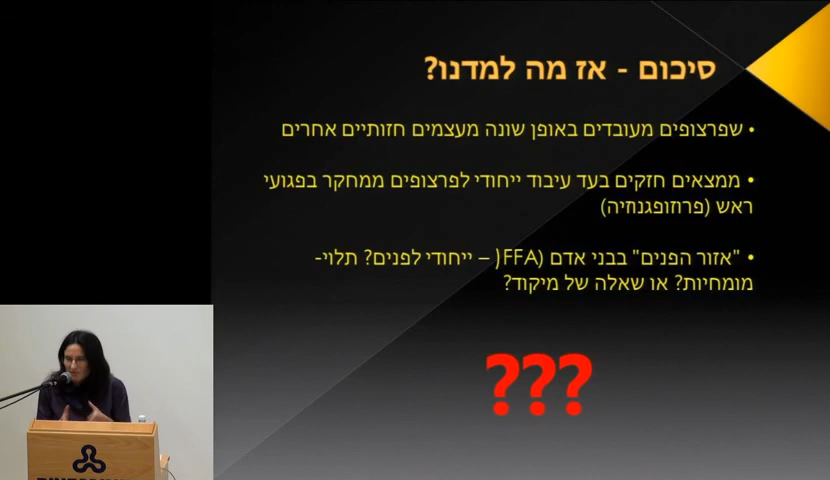 סיכום - אז מה למדנו?
• שפרצופים מעובדים באופן שונה מעצמים חזותיים אחרים
• ממצאים חזקים בעד עיבוד ייחודי לפרצופים ממחקר בפגועי
ראש (פרוזופגנוזיה)
• "אזור הפנים" בבני אדם (FFA( – ייחודי לפנים? תלוי-
מומחיות? או שאלה של מיקוד?
???